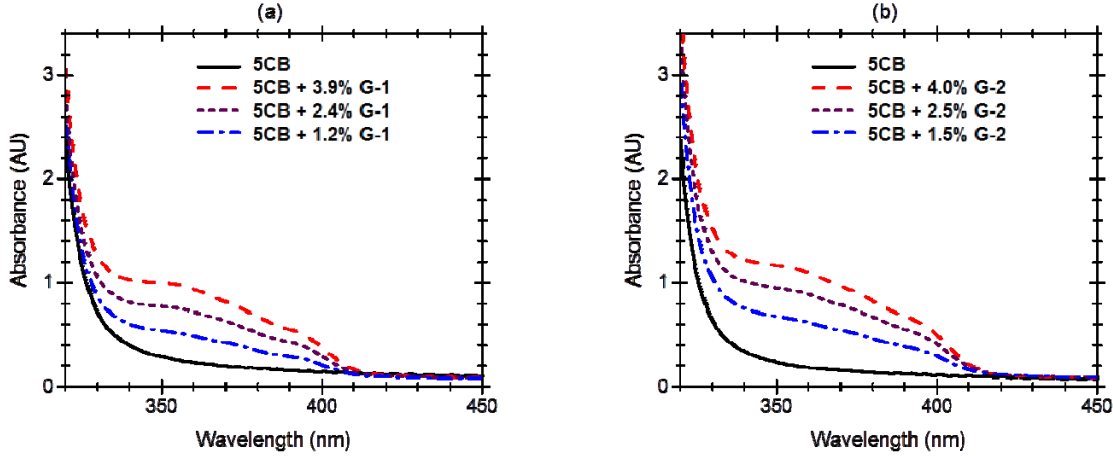 (a)
5CB
5CB + 3.9% G-1
5CB + 2.4% G-1
5CB + 1.2% G-1
Absorbance (AU)
3
2
1
0
350
400
450
Wavelength (nm)
(b)
5CB
5CB + 4.0% G-2
5CB + 2.5% G-2
5CB + 1.5% G-2
Absorbance (AU)
3
2
1
0
350
400
450
Wavelength (nm)